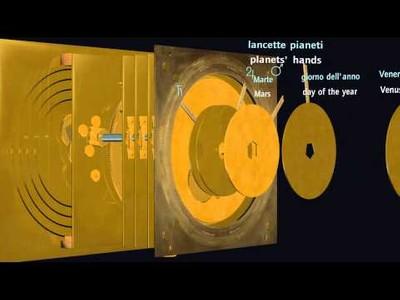 lancette pianeti
planets' hands
♃ ♂
Marte
Mars
giorno dell'anno
day of the year
Vener
Venus